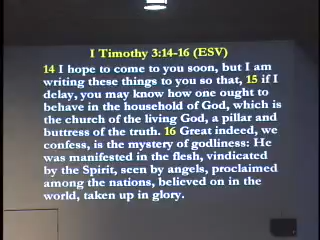 I Timothy 3:14-16 (ESV)
14 I hope to come to you soon, but I am
writing these things to you so that, 15 if I
delay, you may know how one ought to
behave in the household of God, which is
the church of the living God, a pillar and
buttress of the truth. 16 Great indeed, we
confess, is the mystery of godliness: He
was manifested in the flesh, vindicated
by the Spirit, seen by angels, proclaimed
among the nations, believed on in the
world, taken up in glory.